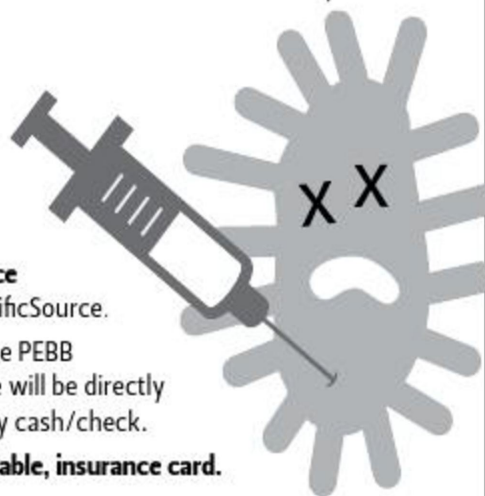 ce
ificSource.
e PEBB
e will be directly
y cash/check.
able, insurance card.
X X